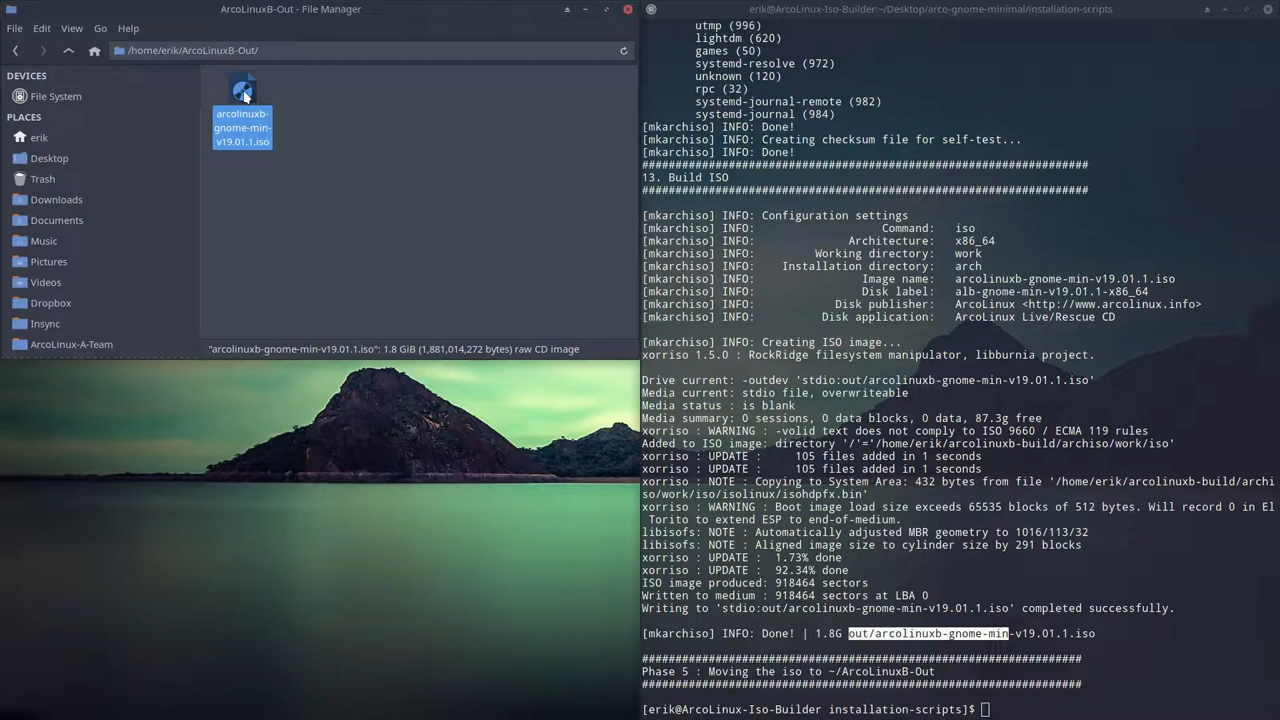 ArcoLinuxB-Out - File Manager
File Edit View Go Help
/home/erik/ArcoLinuxB-Out/
DEVICES
File System
PLACES
erik
Desktop
Trash
Downloads
Documents
Music
Pictures
Videos
Dropbox
Insync
ArcoLinux-A-Team
arcolinuxb-
gnome-min-
v19.01.1.iso
"arcolinuxb-gnome-min-v19.01.1.iso": 1.8 GiB (1,881,014,272 bytes) raw CD image
erik@ArcoLinux-Iso-Builder:~/Desktop/arco-gnome-minimal/installation-scripts
utmp (996)
lightdm (620)
games (50)
systemd-resolve (972)
unknown (120)
rpc (32)
systemd-journal-remote (982)
systemd-journal (984)
[mkarchiso] INFO: Done!
[mkarchiso] INFO: Creating checksum file for self-test...
[mkarchiso] INFO: Done!
###################################################################
13. Build ISO
###################################################################
[mkarchiso] INFO: Configuration settings
[mkarchiso] INFO: Command: iso
[mkarchiso] INFO: Architecture: x86_64
[mkarchiso] INFO: Working directory: work
[mkarchiso] INFO: Installation directory: arch
[mkarchiso] INFO: Image name: arcolinuxb-gnome-min-v19.01.1.iso
[mkarchiso] INFO: Disk label: alb-gnome-min-v19.01.1-x86_64
[mkarchiso] INFO: Disk publisher: ArcoLinux <http://www.arcolinux.info>
[mkarchiso] INFO: Disk application: ArcoLinux Live/Rescue CD
[mkarchiso] INFO: Creating ISO image...
xorriso 1.5.0 : RockRidge filesystem manipulator, libburnia project.
Drive current: -outdev 'stdio:out/arcolinuxb-gnome-min-v19.01.1.iso'
Media current: stdio file, overwriteable
Media status : is blank
Media summary: 0 sessions, 0 data blocks, 0 data, 87.3g free
xorriso : WARNING : -volid text does not comply to ISO 9660 / ECMA 119 rules
Added to ISO image: directory '/'='/home/erik/arcolinuxb-build/archiso/work/iso'
xorriso : UPDATE : 105 files added in 1 seconds
xorriso : UPDATE : 105 files added in 1 seconds
xorriso : NOTE : Copying to System Area: 432 bytes from file '/home/erik/arcolinuxb-build/archi
so/work/iso/isolinux/isohdpfx.bin'
xorriso : WARNING : Boot image load size exceeds 65535 blocks of 512 bytes. Will record 0 in El
Torito to extend ESP to end-of-medium.
libisofs: NOTE : Automatically adjusted MBR geometry to 1016/113/32
libisofs: NOTE : Aligned image size to cylinder size by 291 blocks
xorriso : UPDATE : 1.73% done
xorriso : UPDATE : 92.34% done
ISO image produced: 918464 sectors
Written to medium : 918464 sectors at LBA 0
Writing to 'stdio:out/arcolinuxb-gnome-min-v19.01.1.iso' completed successfully.
[mkarchiso] INFO: Done! | 1.8G out/arcolinuxb-gnome-min-v19.01.1.iso
##################################################################
Phase 5 : Moving the iso to ~/ArcoLinuxB-Out
##################################################################
[erik@ArcoLinux-Iso-Builder installation-scripts]$